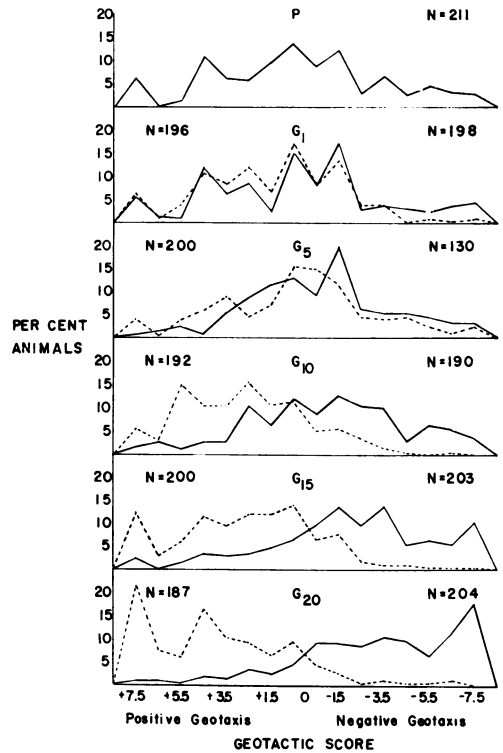 20 P N=211
15
10
5
20 N=196 G1 N=198
15
10
5
20 N=200 G5 N=130
15
10
5
PER CENT
ANIMALS
20 N=192 G10 N=190
15
10
5
20 N=200 G15 N=203
15
10
5
20 N=187 G20 N=204
15
10
5
+7.5 +5.5 +3.5 +1.5 0 -1.5 -3.5 -5.5 -7.5
Positive Geotaxis Negative Geotaxis
GEOTACTIC SCORE